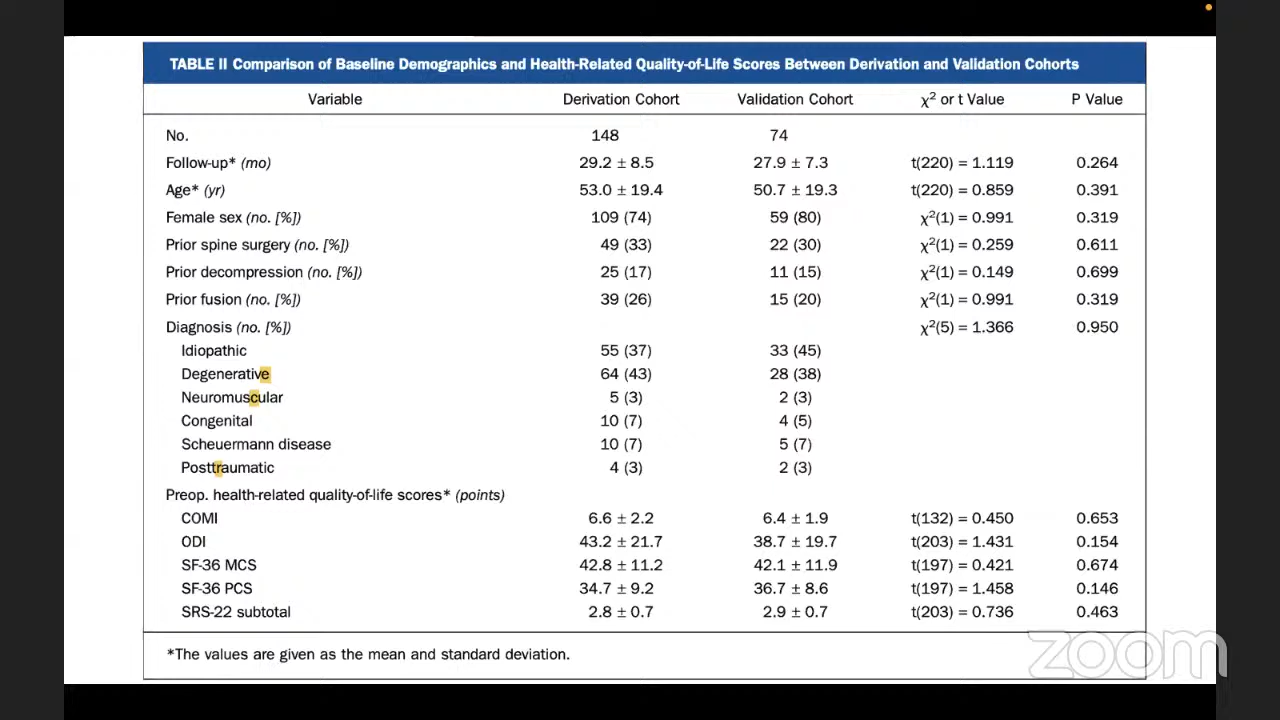 TABLE II Comparison of Baseline Demographics and Health-Related Quality-of-Life Scores Between Derivation and Validation Cohorts
Variable Derivation Cohort Validation Cohort χ² or t Value P Value
No. 148 74
Follow-up* (mo) 29.2 ± 8.5 27.9 ± 7.3 t(220) = 1.119 0.264
Age* (yr) 53.0 ± 19.4 50.7 ± 19.3 t(220) = 0.859 0.391
Female sex (no. [%]) 109 (74) 59 (80) χ²(1) = 0.991 0.319
Prior spine surgery (no. [%]) 49 (33) 22 (30) χ²(1) = 0.259 0.611
Prior decompression (no. [%]) 25 (17) 11 (15) χ²(1) = 0.149 0.699
Prior fusion (no. [%]) 39 (26) 15 (20) χ²(1) = 0.991 0.319
Diagnosis (no. [%]) χ²(5) = 1.366 0.950
Idiopathic 55 (37) 33 (45)
Degenerative 64 (43) 28 (38)
Neuromuscular 5 (3) 2 (3)
Congenital 10 (7) 4 (5)
Scheuermann disease 10 (7) 5 (7)
Posttraumatic 4 (3) 2 (3)
Preop. health-related quality-of-life scores* (points)
COMI 6.6 ± 2.2 6.4 ± 1.9 t(132) = 0.450 0.653
ODI 43.2 ± 21.7 38.7 ± 19.7 t(203) = 1.431 0.154
SF-36 MCS 42.8 ± 11.2 42.1 ± 11.9 t(197) = 0.421 0.674
SF-36 PCS 34.7 ± 9.2 36.7 ± 8.6 t(197) = 1.458 0.146
SRS-22 subtotal 2.8 ± 0.7 2.9 ± 0.7 t(203) = 0.736 0.463
*The values are given as the mean and standard deviation.
zoom